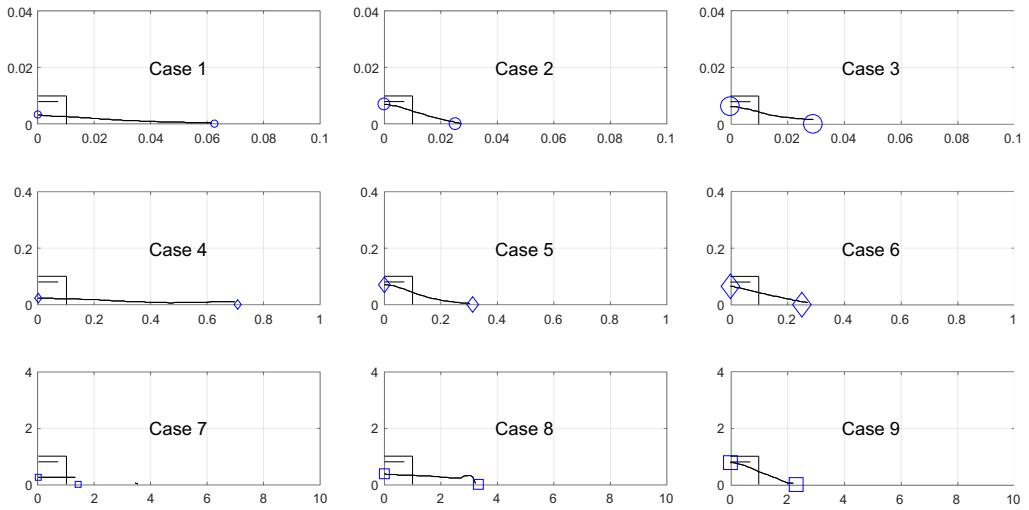 0.04 0.04 0.04
0.02 Case 1 0.02 Case 2 0.02 Case 3
0 0 0
0 0.02 0.04 0.06 0.08 0.1 0 0.02 0.04 0.06 0.08 0.1 0 0.02 0.04 0.06 0.08 0.1
0.4 0.4 0.4
0.2 Case 4 0.2 Case 5 0.2 Case 6
0 0 0
0 0.2 0.4 0.6 0.8 1 0 0.2 0.4 0.6 0.8 1 0 0.2 0.4 0.6 0.8 1
4 4 4
2 Case 7 2 Case 8 2 Case 9
0 0 0
0 2 4 6 8 10 0 2 4 6 8 10 0 2 4 6 8 10